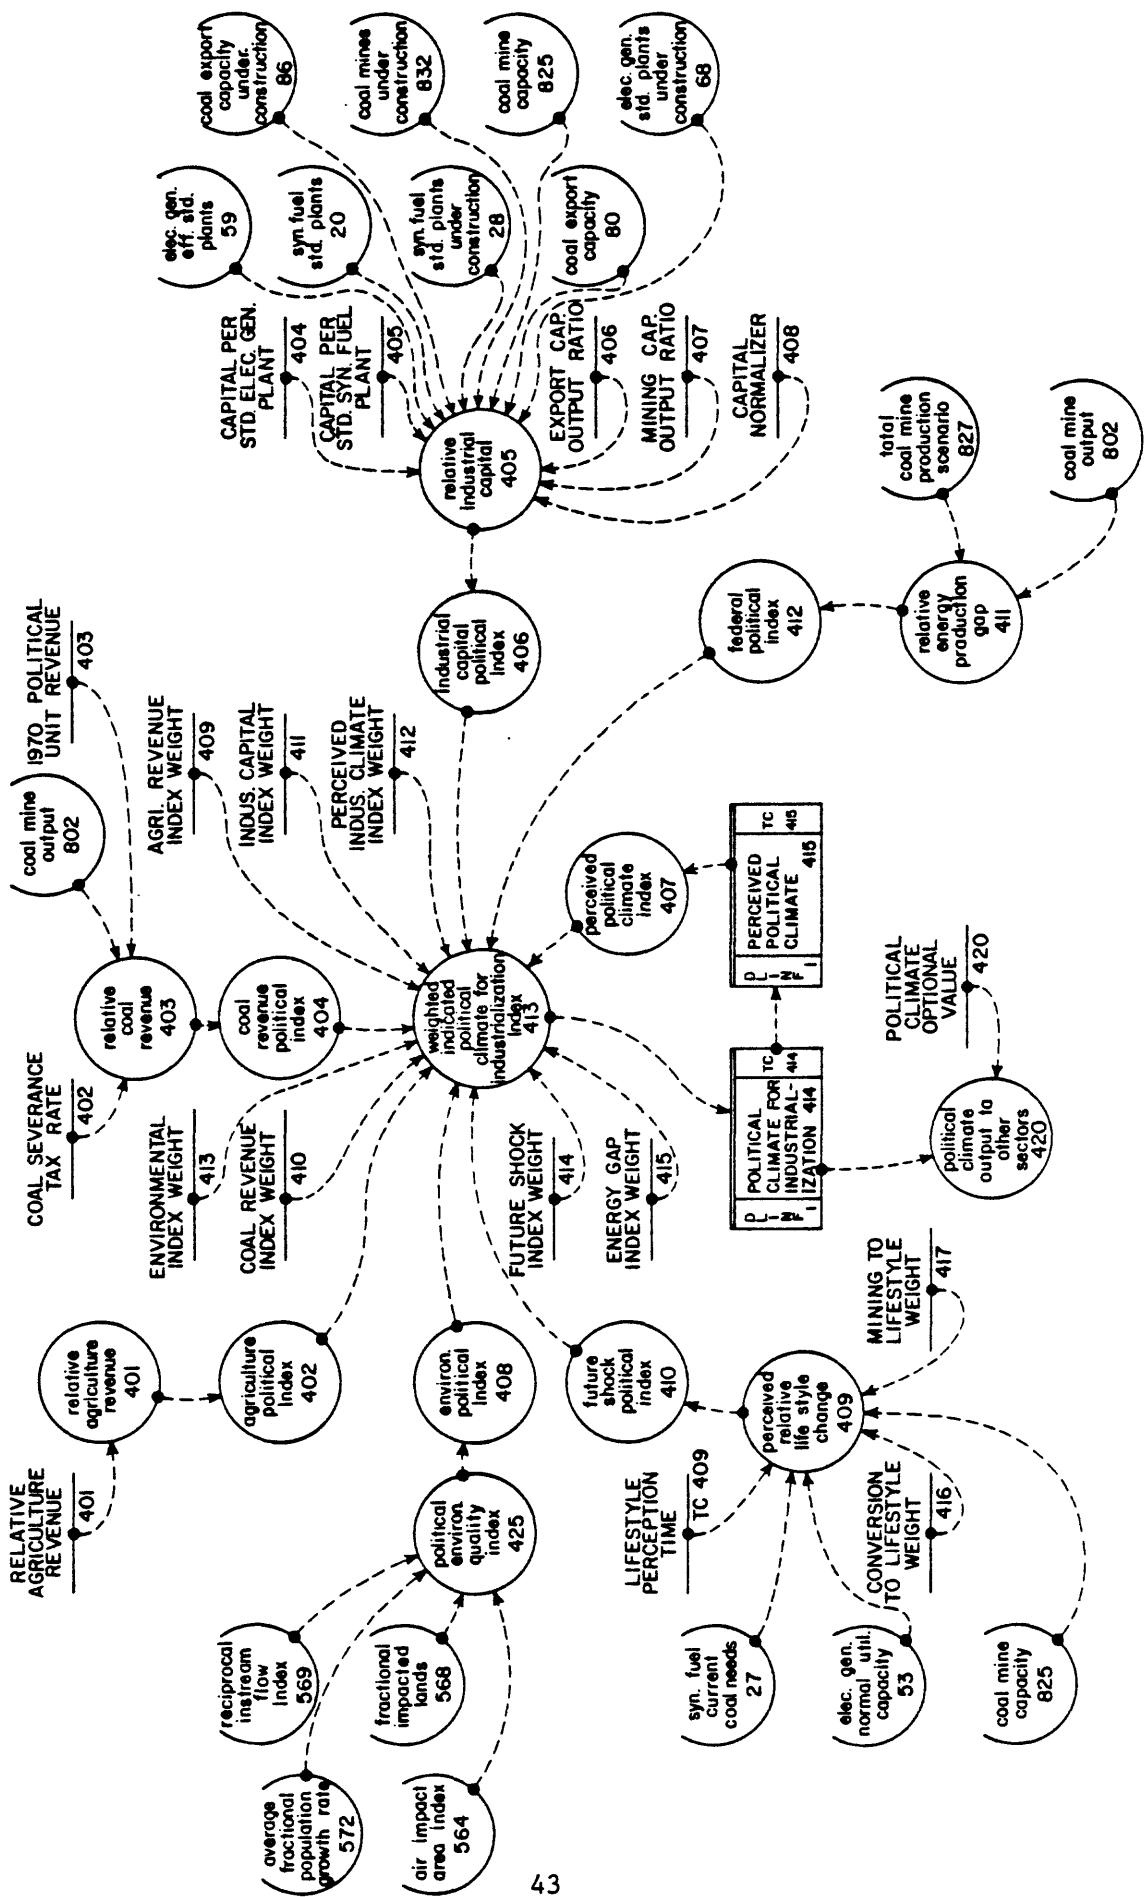 RELATIVE
AGRICULTURE
REVENUE
401
relative
agriculture
revenue
401
agriculture
political
index
402
COAL SEVERANCE
TAX RATE
402
relative
coal
revenue
403
coal mine
output
802
1970 POLITICAL
UNIT REVENUE
403
coal
revenue
political
index
404
ENVIRONMENTAL
INDEX WEIGHT
413
COAL REVENUE
INDEX WEIGHT
410
AGRI. REVENUE
INDEX WEIGHT
409
INDUS. CAPITAL
INDEX WEIGHT
411
PERCEIVED
INDUS. CLIMATE
INDEX WEIGHT
412
average
fractional
population
growth rate
572
air impact
area index
564
reciprocal
instream
flow
index
569
fractional
impacted
lands
568
political
environ.
quality
index
425
environ.
political
index
408
weighted
indicated
political
climate for
industrialization
index
413
industrial
capital
political
index
406
relative
industrial
capital
405
CAPITAL PER
STD. ELEC. GEN.
PLANT
404
CAPITAL PER
STD. SYN. FUEL
PLANT
405
EXPORT CAP.
OUTPUT RATIO
406
MINING CAP.
OUTPUT RATIO
407
CAPITAL
NORMALIZER
408
elec. gen.
eff. std.
plants
59
syn. fuel
std. plants
20
syn. fuel
std. plants
under
construction
28
coal export
capacity
80
coal export
capacity
under.
construction
86
coal mines
under
construction
832
coal mine
capacity
825
elec. gen.
std. plants
under
construction
68
FUTURE SHOCK
INDEX WEIGHT
414
ENERGY GAP
INDEX WEIGHT
415
future
shock
political
index
410
perceived
political
climate
index
407
federal
political
index
412
relative
energy
production
gap
411
total
coal mine
production
scenario
827
coal mine
output
802
LIFESTYLE
PERCEPTION
TIME
TC 409
perceived
relative
life style
change
409
syn. fuel
current
coal needs
27
elec. gen.
normal util.
capacity
53
coal mine
capacity
825
CONVERSION
TO LIFESTYLE
WEIGHT
416
MINING TO
LIFESTYLE
WEIGHT
417
D
L
I
N
F
I
POLITICAL
CLIMATE FOR
INDUSTRIAL-
IZATION 414
TC
414
D
L
I
N
F
I
PERCEIVED
POLITICAL
CLIMATE
415
TC
415
political
climate
output to
other
sectors
420
POLITICAL
CLIMATE
OPTIONAL
VALUE
420
43